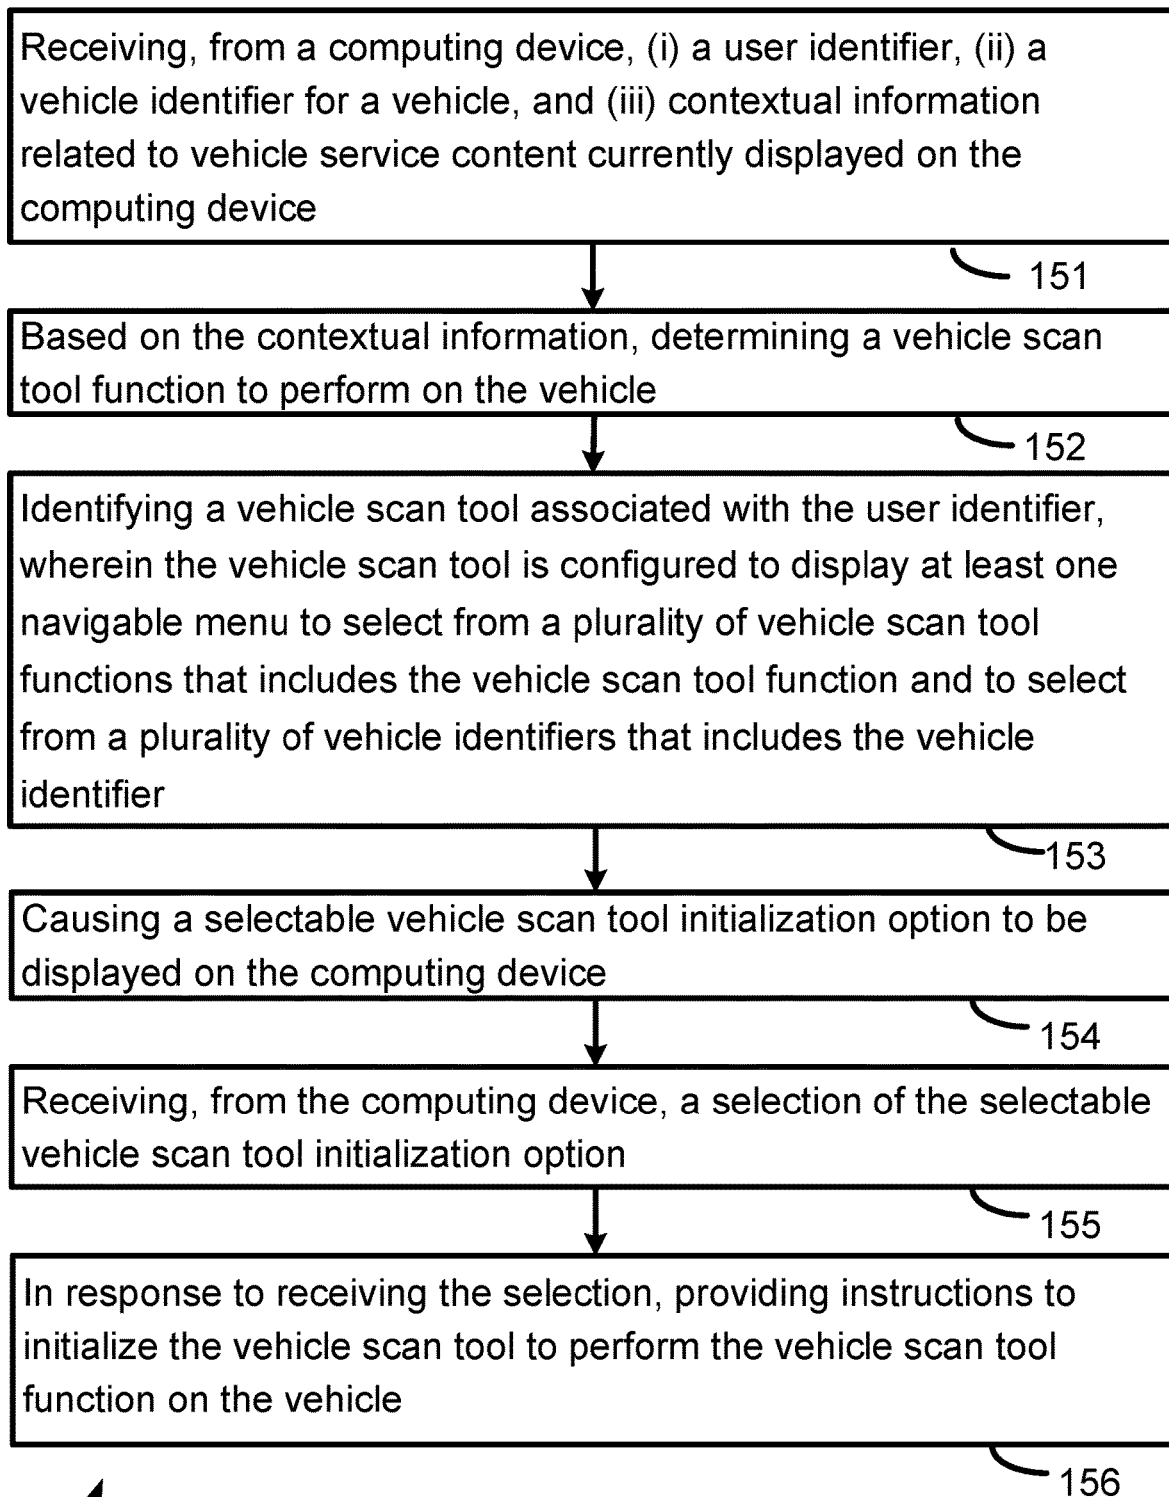 Receiving, from a computing device, (i) a user identifier, (ii) a
vehicle identifier for a vehicle, and (iii) contextual information
related to vehicle service content currently displayed on the
computing device
151
Based on the contextual information, determining a vehicle scan
tool function to perform on the vehicle
152
Identifying a vehicle scan tool associated with the user identifier,
wherein the vehicle scan tool is configured to display at least one
navigable menu to select from a plurality of vehicle scan tool
functions that includes the vehicle scan tool function and to select
from a plurality of vehicle identifiers that includes the vehicle
identifier
153
Causing a selectable vehicle scan tool initialization option to be
displayed on the computing device
154
Receiving, from the computing device, a selection of the selectable
vehicle scan tool initialization option
155
In response to receiving the selection, providing instructions to
initialize the vehicle scan tool to perform the vehicle scan tool
function on the vehicle
156